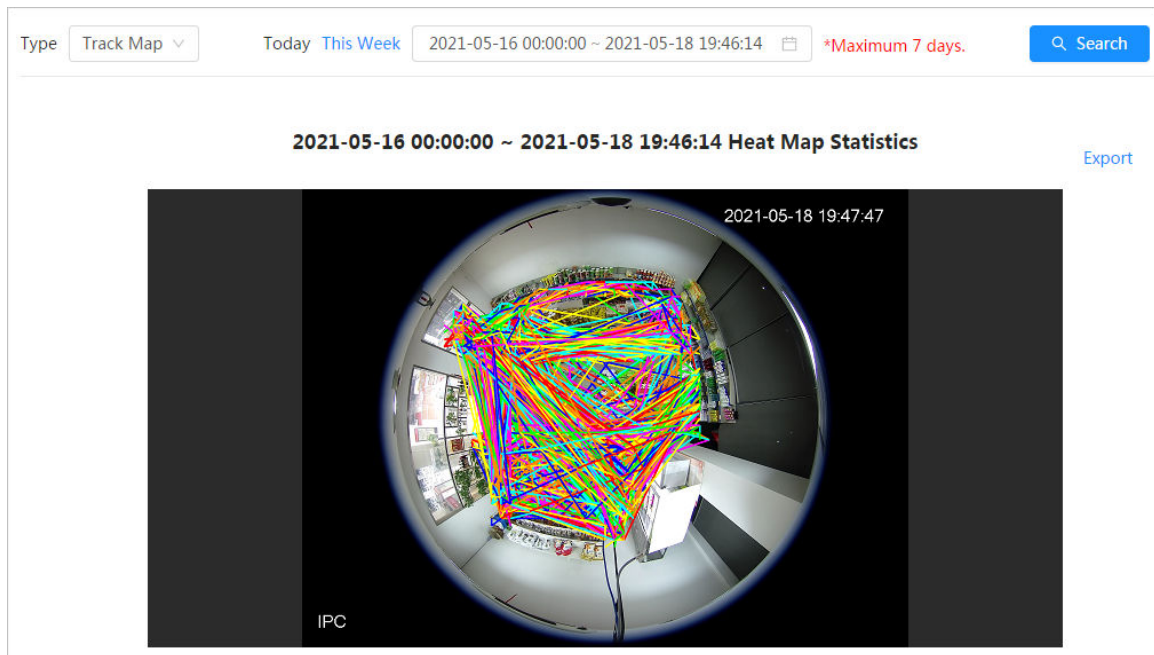 Type Track Map Today This Week 2021-05-16 00:00:00 ~ 2021-05-18 19:46:14 *Maximum 7 days. Search
2021-05-16 00:00:00 ~ 2021-05-18 19:46:14 Heat Map Statistics
Export
2021-05-18 19:47:47
IPC